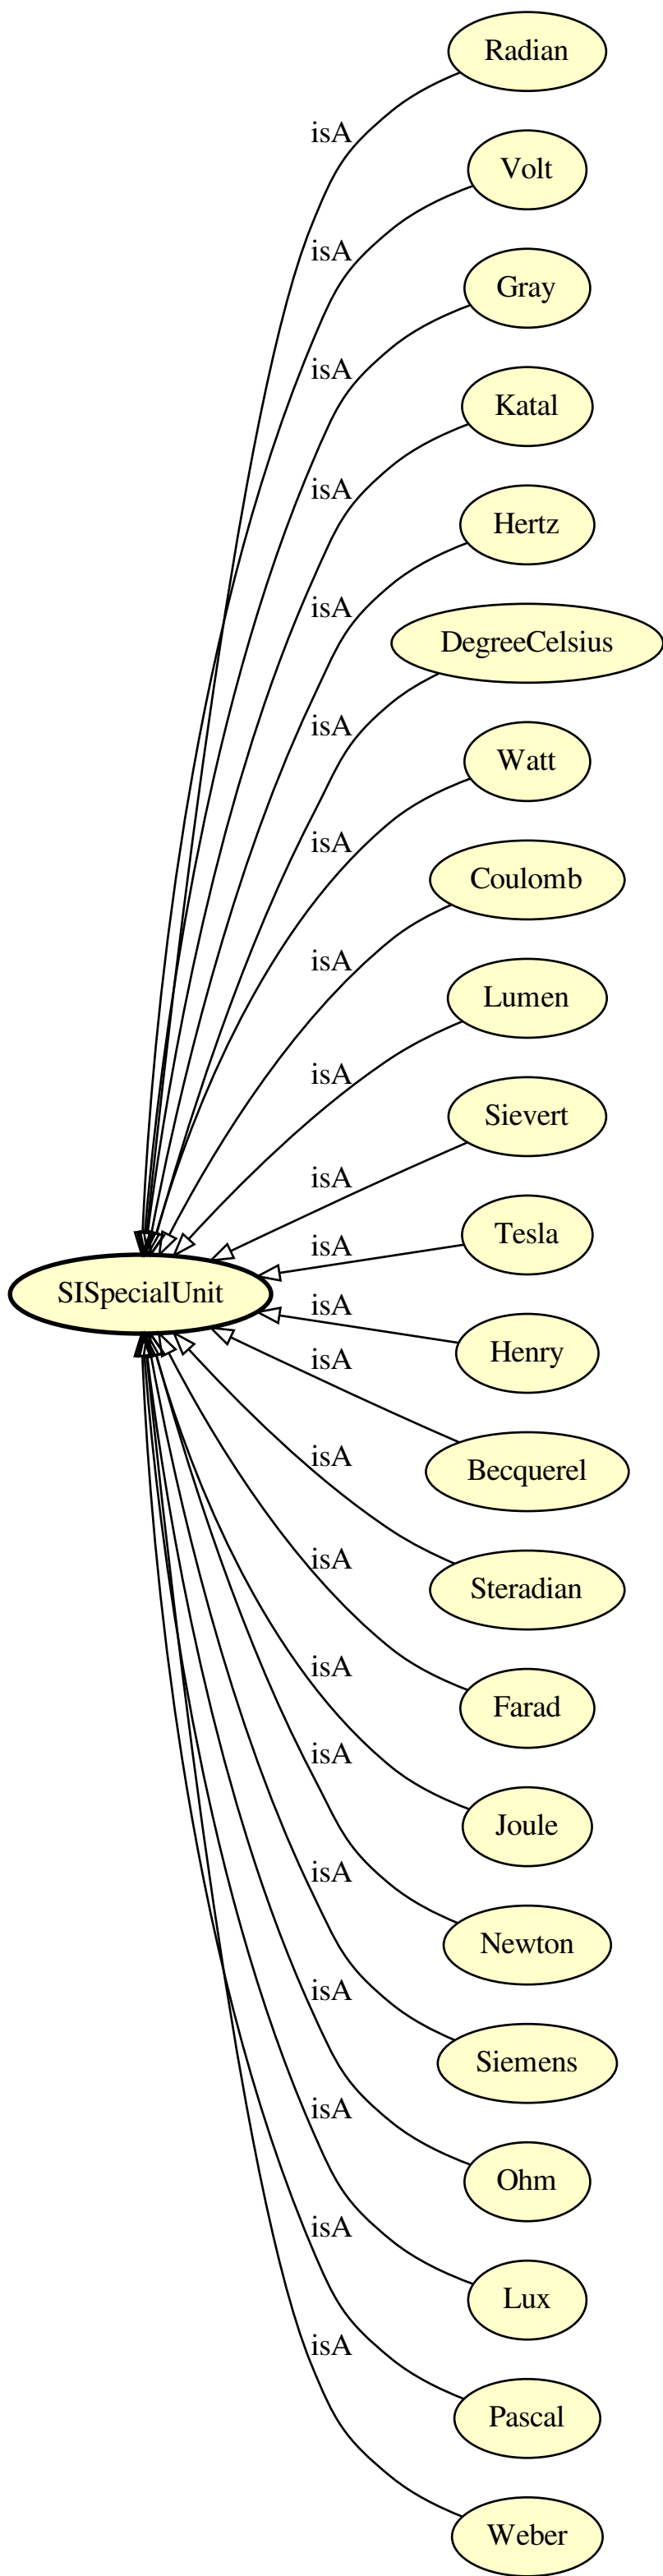 Radian
isA
Volt
isA
Gray
isA
Katal
isA
Hertz
isA
DegreeCelsius
isA
Watt
isA
Coulomb
isA
Lumen
isA
Sievert
isA
Tesla
isA
SISpecialUnit
isA
Henry
isA
Becquerel
isA
Steradian
isA
Farad
isA
Joule
isA
Newton
isA
Siemens
isA
Ohm
isA
Lux
isA
Pascal
isA
Weber